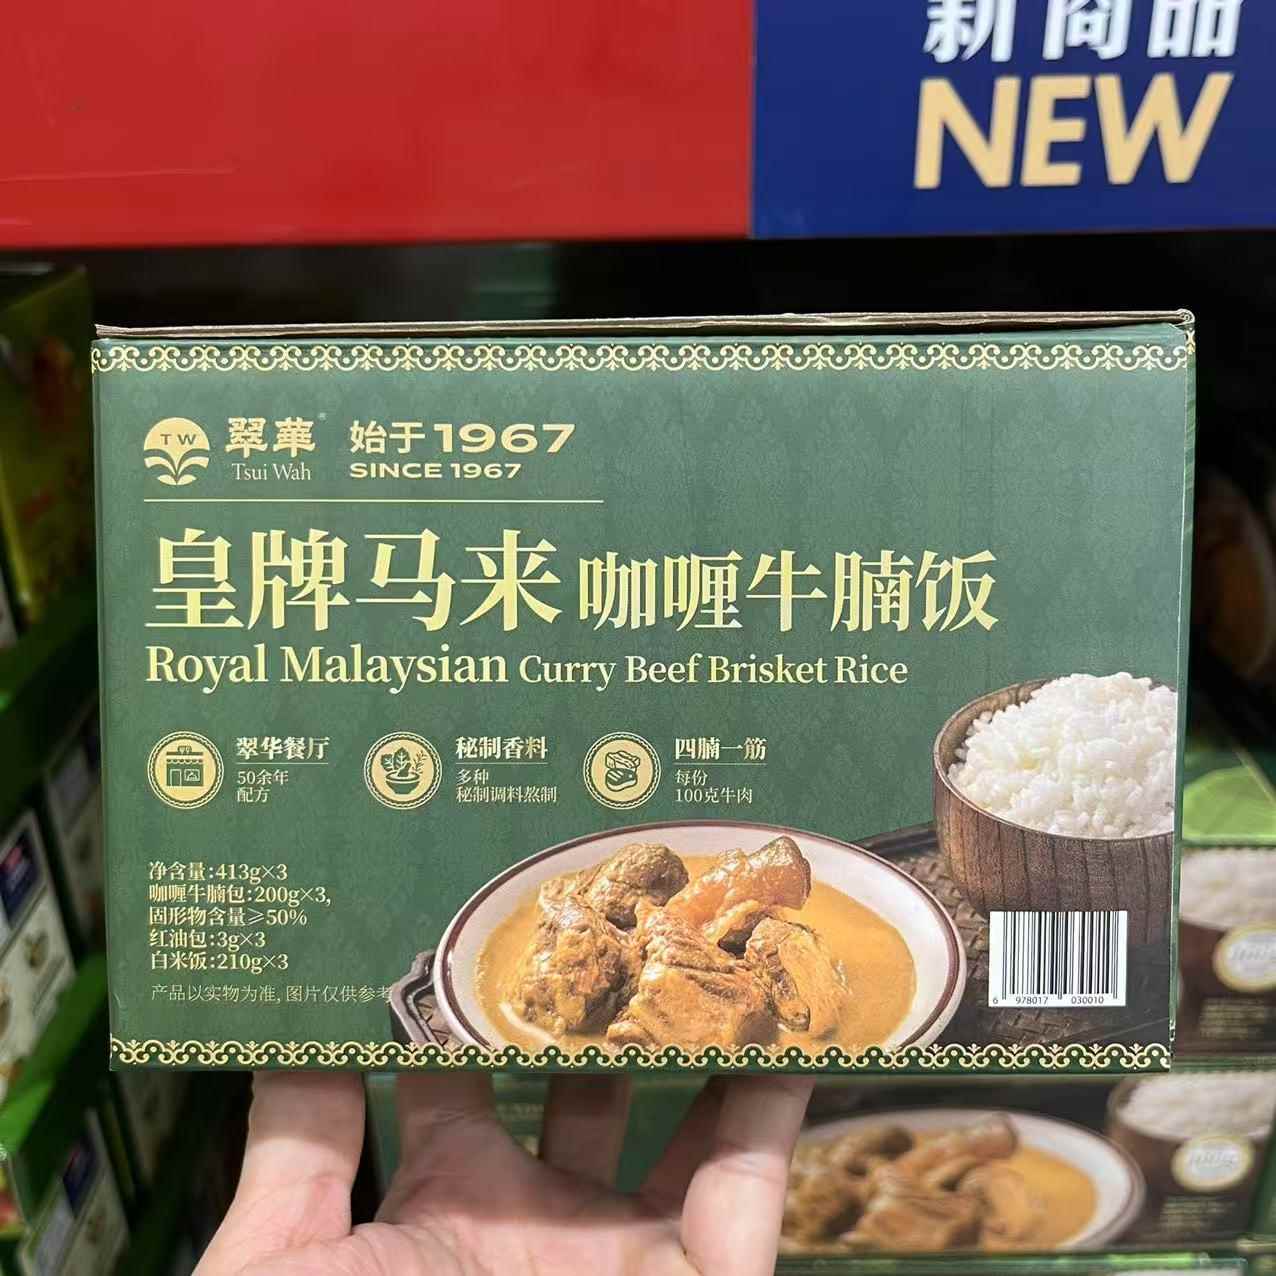 新商品
NEW
TW
翠華®
Tsui Wah
始于1967
SINCE 1967
皇牌马来咖喱牛腩饭
Royal Malaysian Curry Beef Brisket Rice
翠华餐厅
50余年
配方
秘制香料
多种
秘制调料熬制
四腩一筋
每份
100克牛肉
净含量:413g×3
咖喱牛腩包:200g×3,
固形物含量≥50%
红油包:3g×3
白米饭:210g×3
产品以实物为准,图片仅供参考
6 978017 030010